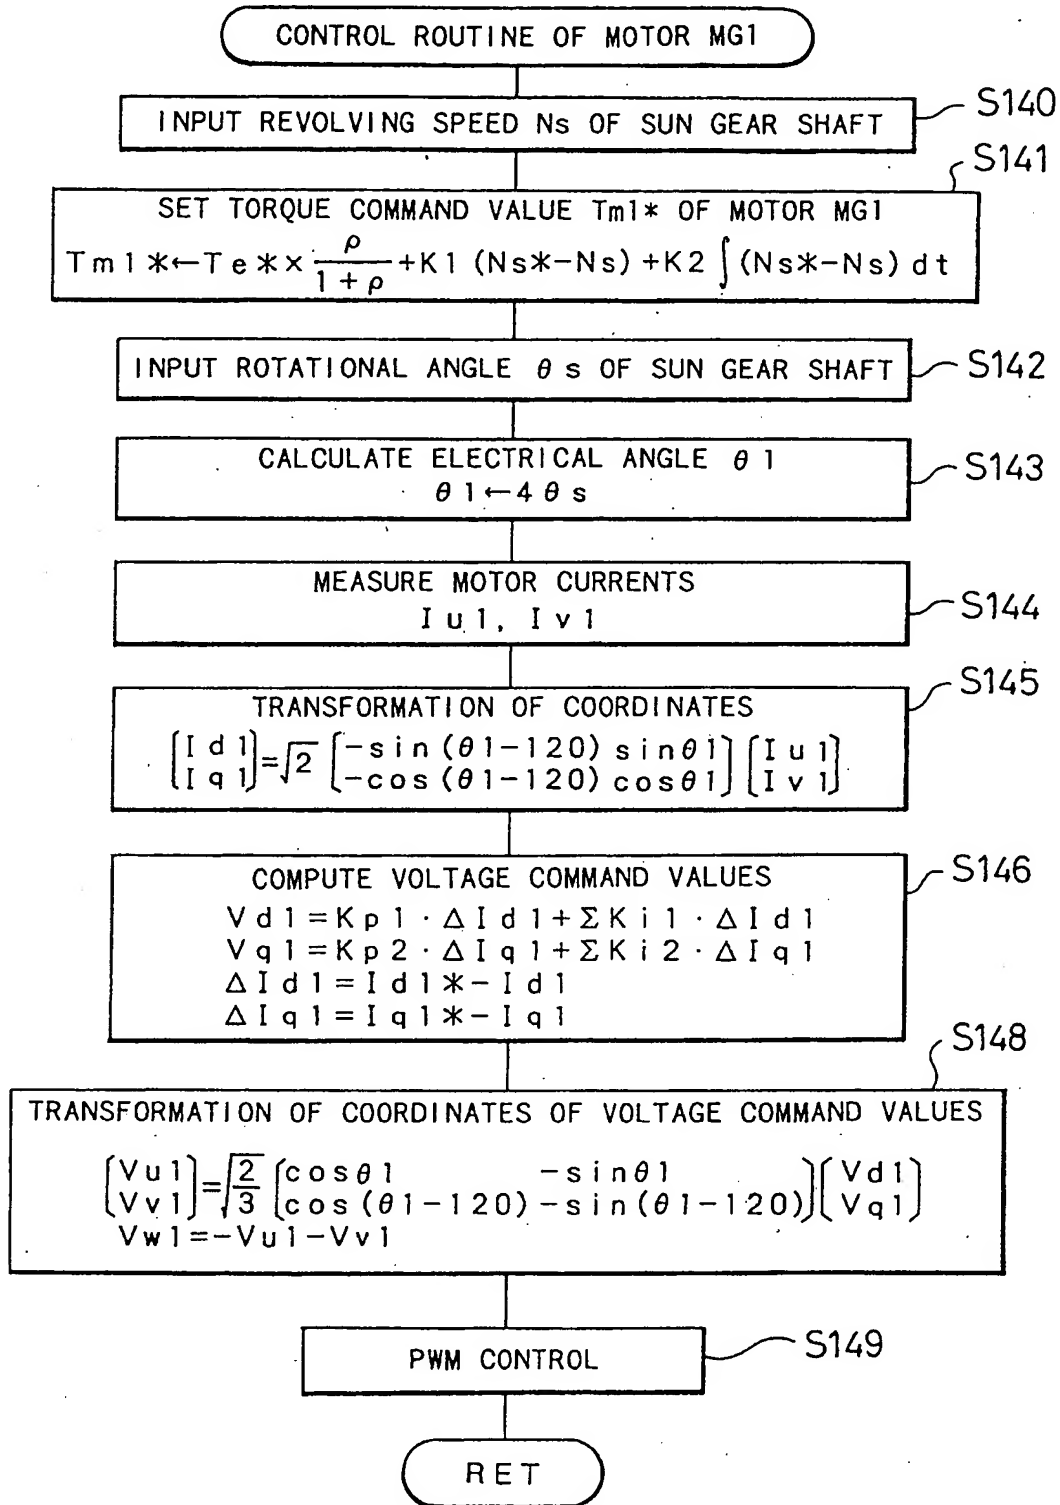 CONTROL ROUTINE OF MOTOR MG1
INPUT REVOLVING SPEED Ns OF SUN GEAR SHAFT
S140
S141
SET TORQUE COMMAND VALUE Tm1* OF MOTOR MG1
Tm1*←Te*×ρ/(1+ρ)+K1(Ns*-Ns)+K2∫(Ns*-Ns)dt
INPUT ROTATIONAL ANGLE θs OF SUN GEAR SHAFT
S142
CALCULATE ELECTRICAL ANGLE θ1
θ1←4θs
S143
MEASURE MOTOR CURRENTS
Iu1, Iv1
S144
S145
TRANSFORMATION OF COORDINATES
[Id1]=√2[-sin(θ1-120) sinθ1][Iu1]
[Iq1] [-cos(θ1-120) cosθ1][Iv1]
S146
COMPUTE VOLTAGE COMMAND VALUES
Vd1=Kp1·ΔId1+ΣKi1·ΔId1
Vq1=Kp2·ΔIq1+ΣKi2·ΔIq1
ΔId1=Id1*-Id1
ΔIq1=Iq1*-Iq1
S148
TRANSFORMATION OF COORDINATES OF VOLTAGE COMMAND VALUES
[Vu1]=√(2/3)[cosθ1 -sinθ1][Vd1]
[Vv1] [cos(θ1-120) -sin(θ1-120)][Vq1]
Vw1=-Vu1-Vv1
PWM CONTROL
S149
RET